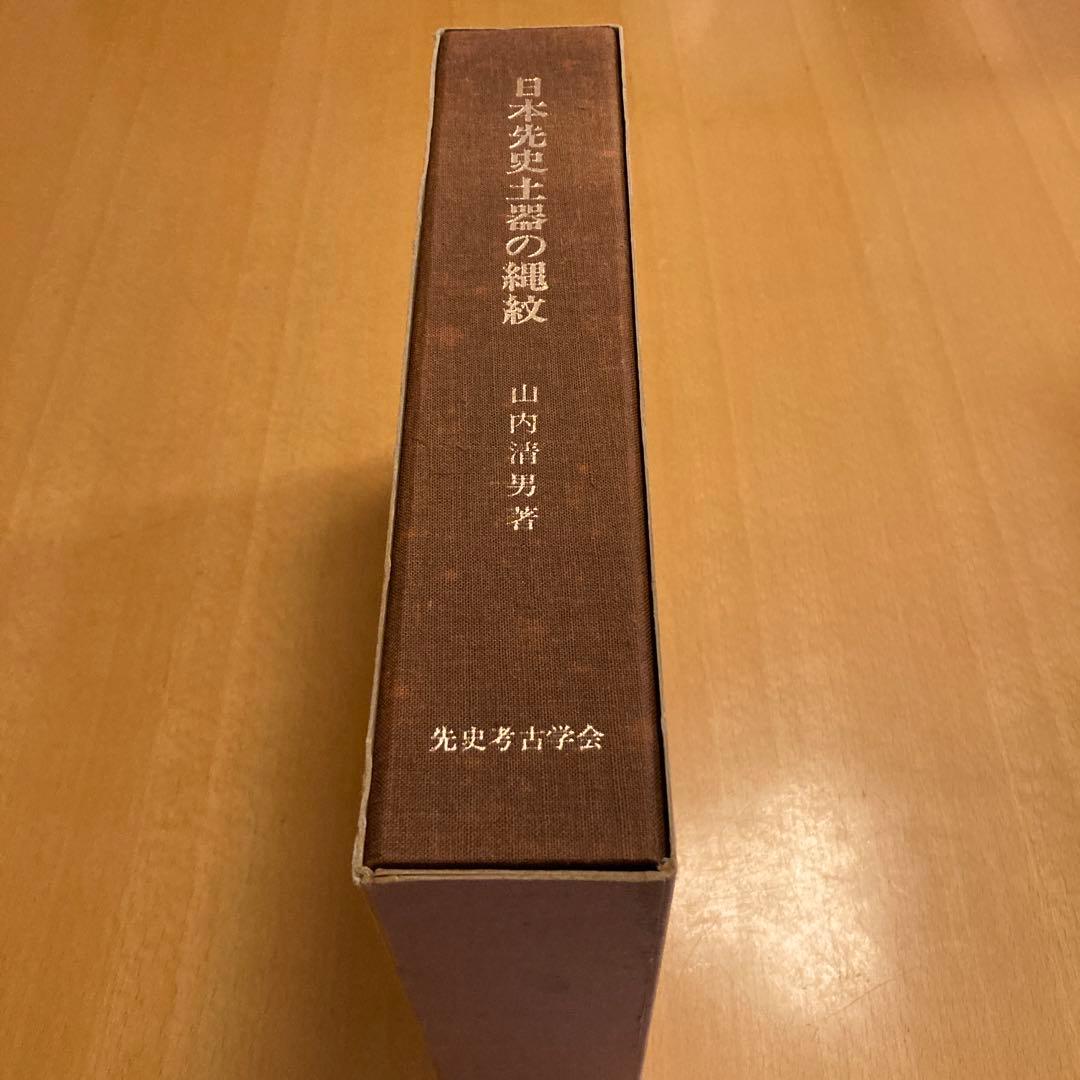 日本先史土器の縄紋
山内清男著
先史考古学会